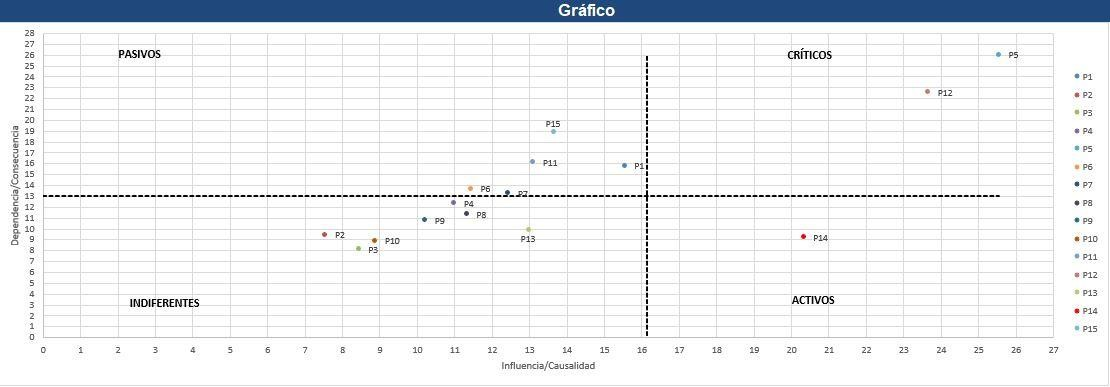 Gráfico
28
27
26
25
24
23
22
21
20
19
18
17
16
15
14
13
12
11
10
9
8
7
6
5
4
3
2
1
0
Dependencia/Consecuencia
PASIVOS
CRÍTICOS
P5
P12
P15
P11
P1
P6
P7
P4
P8
P9
P13
P2
P10
P3
P14
INDIFERENTES
ACTIVOS
0 1 2 3 4 5 6 7 8 9 10 11 12 13 14 15 16 17 18 19 20 21 22 23 24 25 26 27
Influencia/Causalidad
P1
P2
P3
P4
P5
P6
P7
P8
P9
P10
P11
P12
P13
P14
P15